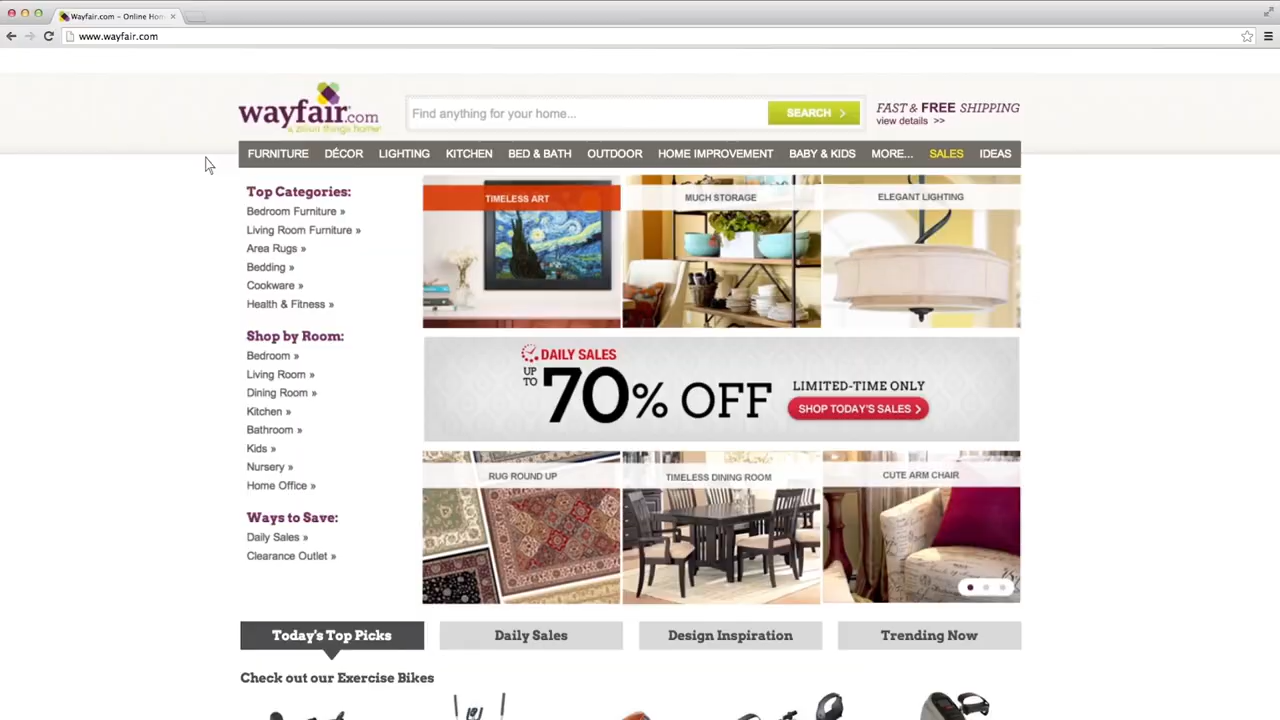 Wayfair.com - Online Hom
www.wayfair.com
wayfair.com
a zillion things home
Find anything for your home...
SEARCH
FAST & FREE SHIPPING
view details >>
FURNITURE DÉCOR LIGHTING KITCHEN BED & BATH OUTDOOR HOME IMPROVEMENT BABY & KIDS MORE... SALES IDEAS
Top Categories:
Bedroom Furniture »
Living Room Furniture »
Area Rugs »
Bedding »
Cookware »
Health & Fitness »
Shop by Room:
Bedroom »
Living Room »
Dining Room »
Kitchen »
Bathroom »
Kids »
Nursery »
Home Office »
Ways to Save:
Daily Sales »
Clearance Outlet »
TIMELESS ART
MUCH STORAGE
ELEGANT LIGHTING
DAILY SALES
UP TO 70% OFF
LIMITED-TIME ONLY
SHOP TODAY'S SALES
RUG ROUND UP
TIMELESS DINING ROOM
CUTE ARM CHAIR
Today's Top Picks
Daily Sales
Design Inspiration
Trending Now
Check out our Exercise Bikes